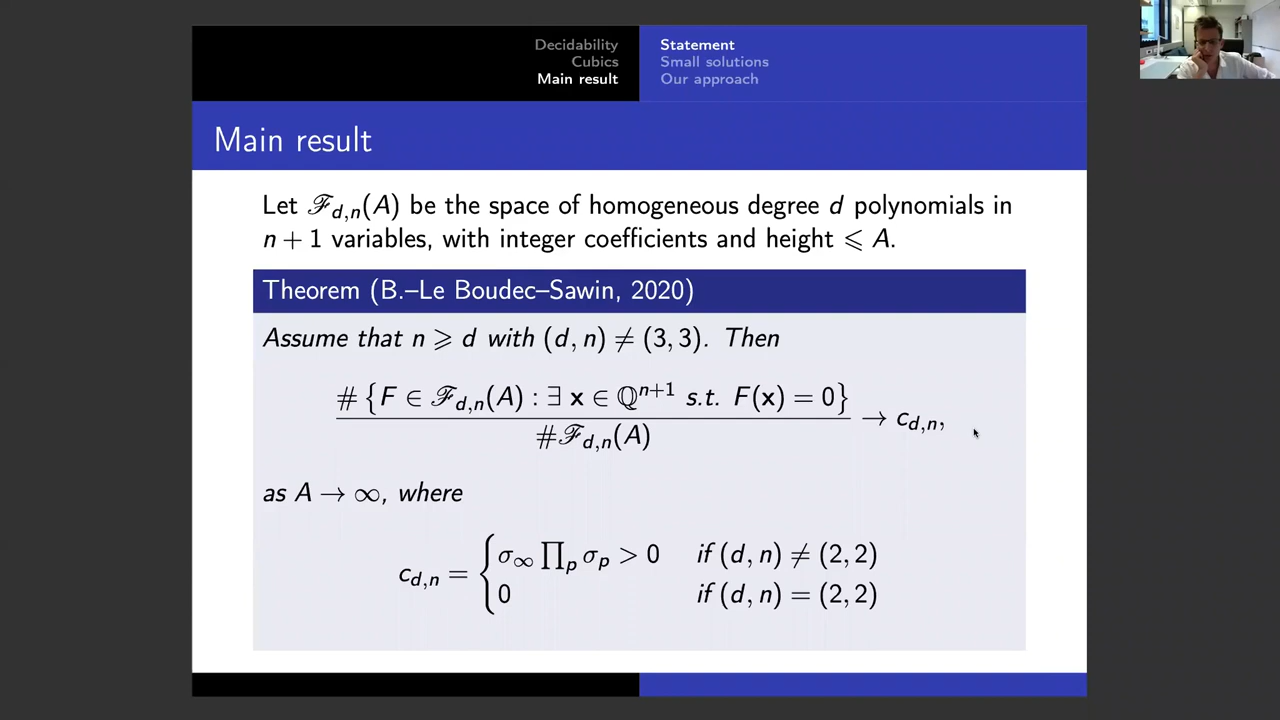 Decidability
Cubics
Main result
Statement
Small solutions
Our approach
Main result
Let ℱ_{d,n}(A) be the space of homogeneous degree d polynomials in
n + 1 variables, with integer coefficients and height ⩽ A.
Theorem (B.–Le Boudec–Sawin, 2020)
Assume that n ⩾ d with (d, n) ≠ (3, 3). Then
# {F ∈ ℱ_{d,n}(A) : ∃ x ∈ ℚ^{n+1} s.t. F(x) = 0}
#ℱ_{d,n}(A)
→ c_{d,n},
as A → ∞, where
c_{d,n} = {
σ_∞ ∏_p σ_p > 0 if (d, n) ≠ (2, 2)
0 if (d, n) = (2, 2)